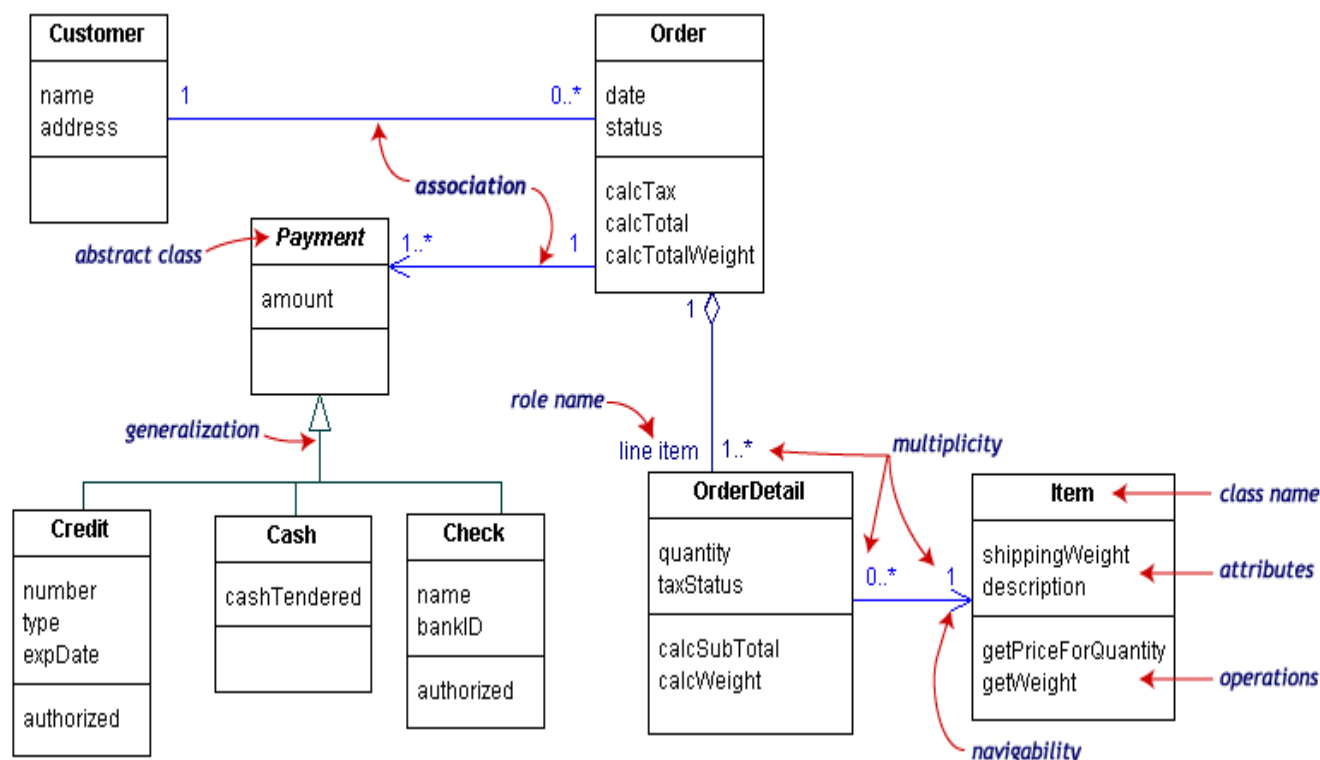 Customer
name
address
1
0..*
Order
date
status
calcTax
calcTotal
calcTotalWeight
association
abstract class
Payment
amount
1..*
1
1
generalization
role name
line item
1..*
multiplicity
Credit
number
type
expDate
authorized
Cash
cashTendered
Check
name
bankID
authorized
OrderDetail
quantity
taxStatus
calcSubTotal
calcWeight
0..*
1
Item
shippingWeight
description
getPriceForQuantity
getWeight
class name
attributes
operations
navigability